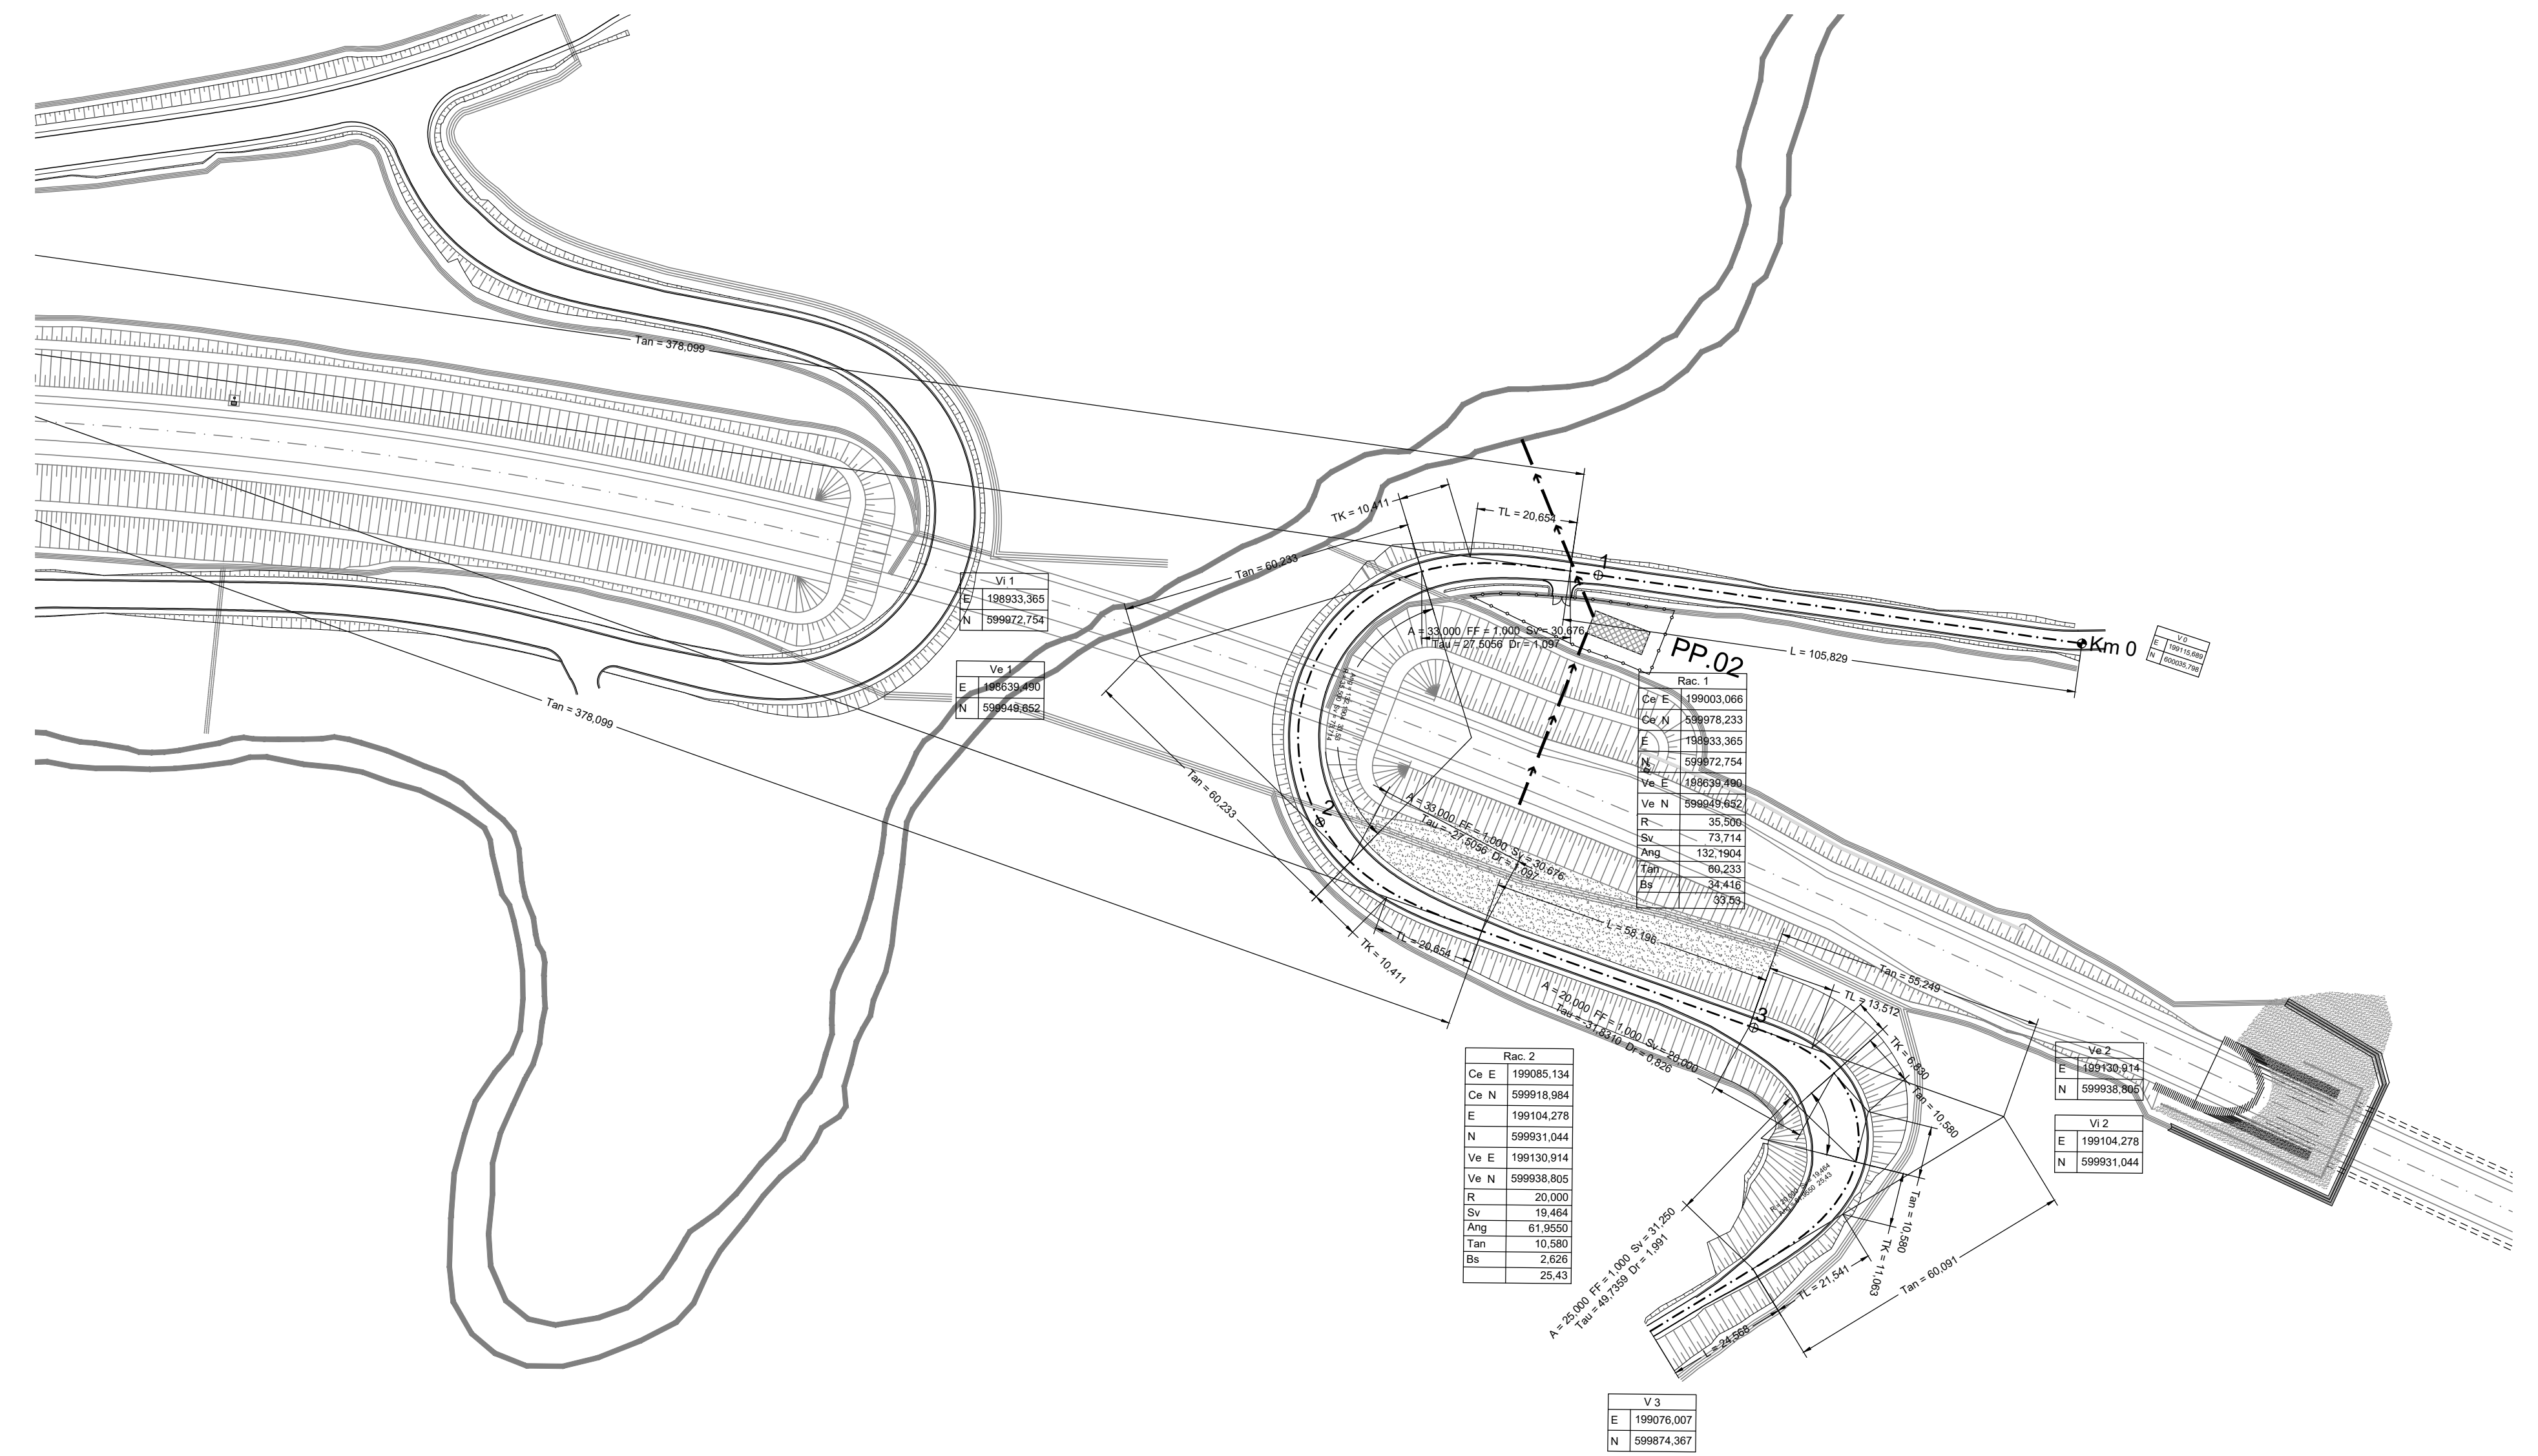 Tan = 378,099
Tan = 378,099
Vi 1
E 198933,365
N 599972,754
Ve 1
E 198639,490
N 599949,652
TK = 10,411
TL = 20,654
Tan = 60,233
1
A = 33,000 FF = 1,000 Sv = 30,676
Tau = 27,5056 Dr = 1,097
PP.02
L = 105,829
Km 0
V 0
E 199115,689
N 600035,798
Rac. 1
Ce E 199003,066
Ce N 599978,233
E 198933,365
N 599972,754
Ve E 198639,490
Ve N 599949,652
R 35,500
Sv 73,714
Ang 132,1904
Tan 60,233
Bs 34,416
33,53
Tan = 60,233
2
A = 33,000 FF = 1,000 Sv = 30,676
Tau = -27,5056 Dr = 1,097
TK = 10,411
TL = 20,654
L = 58,196
Tan = 55,249
TL = 13,512
3
TK = 6,830
Tan = 10,580
A = 20,000 FF = 1,000 Sv = 20,000
Tau = -31,8310 Dr = 0,826
Rac. 2
Ce E 199085,134
Ce N 599918,984
E 199104,278
N 599931,044
Ve E 199130,914
Ve N 599938,805
R 20,000
Sv 19,464
Ang 61,9550
Tan 10,580
Bs 2,626
25,43
Ve 2
E 199130,914
N 599938,805
Vi 2
E 199104,278
N 599931,044
Tan = 10,580
TK = 11,063
TL = 21,541
Tan = 60,091
A = 25,000 FF = 1,000 Sv = 31,250
Tau = 49,7359 Dr = 1,991
L = 24,568
V 3
E 199076,007
N 599874,367